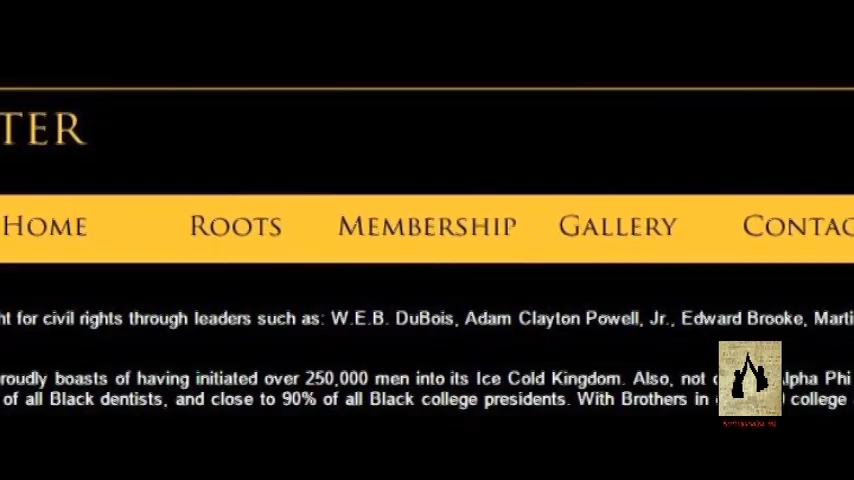 TER
HOME
ROOTS
MEMBERSHIP
GALLERY
CONTAC
ht for civil rights through leaders such as: W.E.B. DuBois, Adam Clayton Powell, Jr., Edward Brooke, Marti
roudly boasts of having initiated over 250,000 men into its Ice Cold Kingdom. Also, not Alpha Phi
of all Black dentists, and close to 90% of all Black college presidents. With Brothers in college